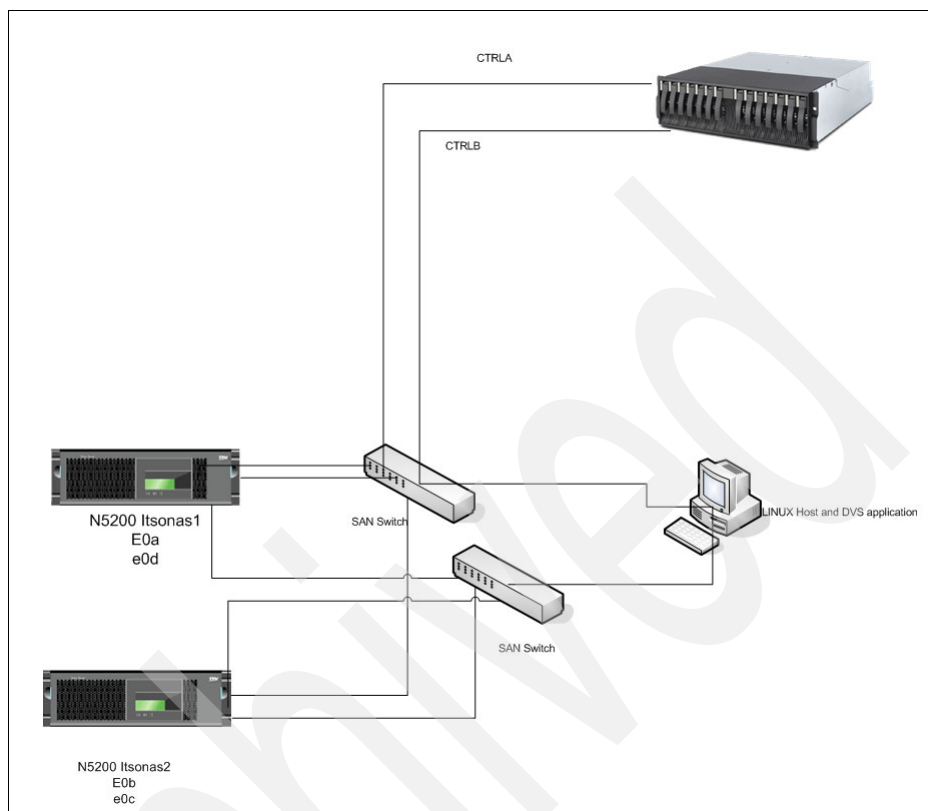 CTRLA
CTRLB
N5200 Itsonas1
E0a
e0d
SAN Switch
LINUX Host and DVS application
SAN Switch
N5200 Itsonas2
E0b
e0c